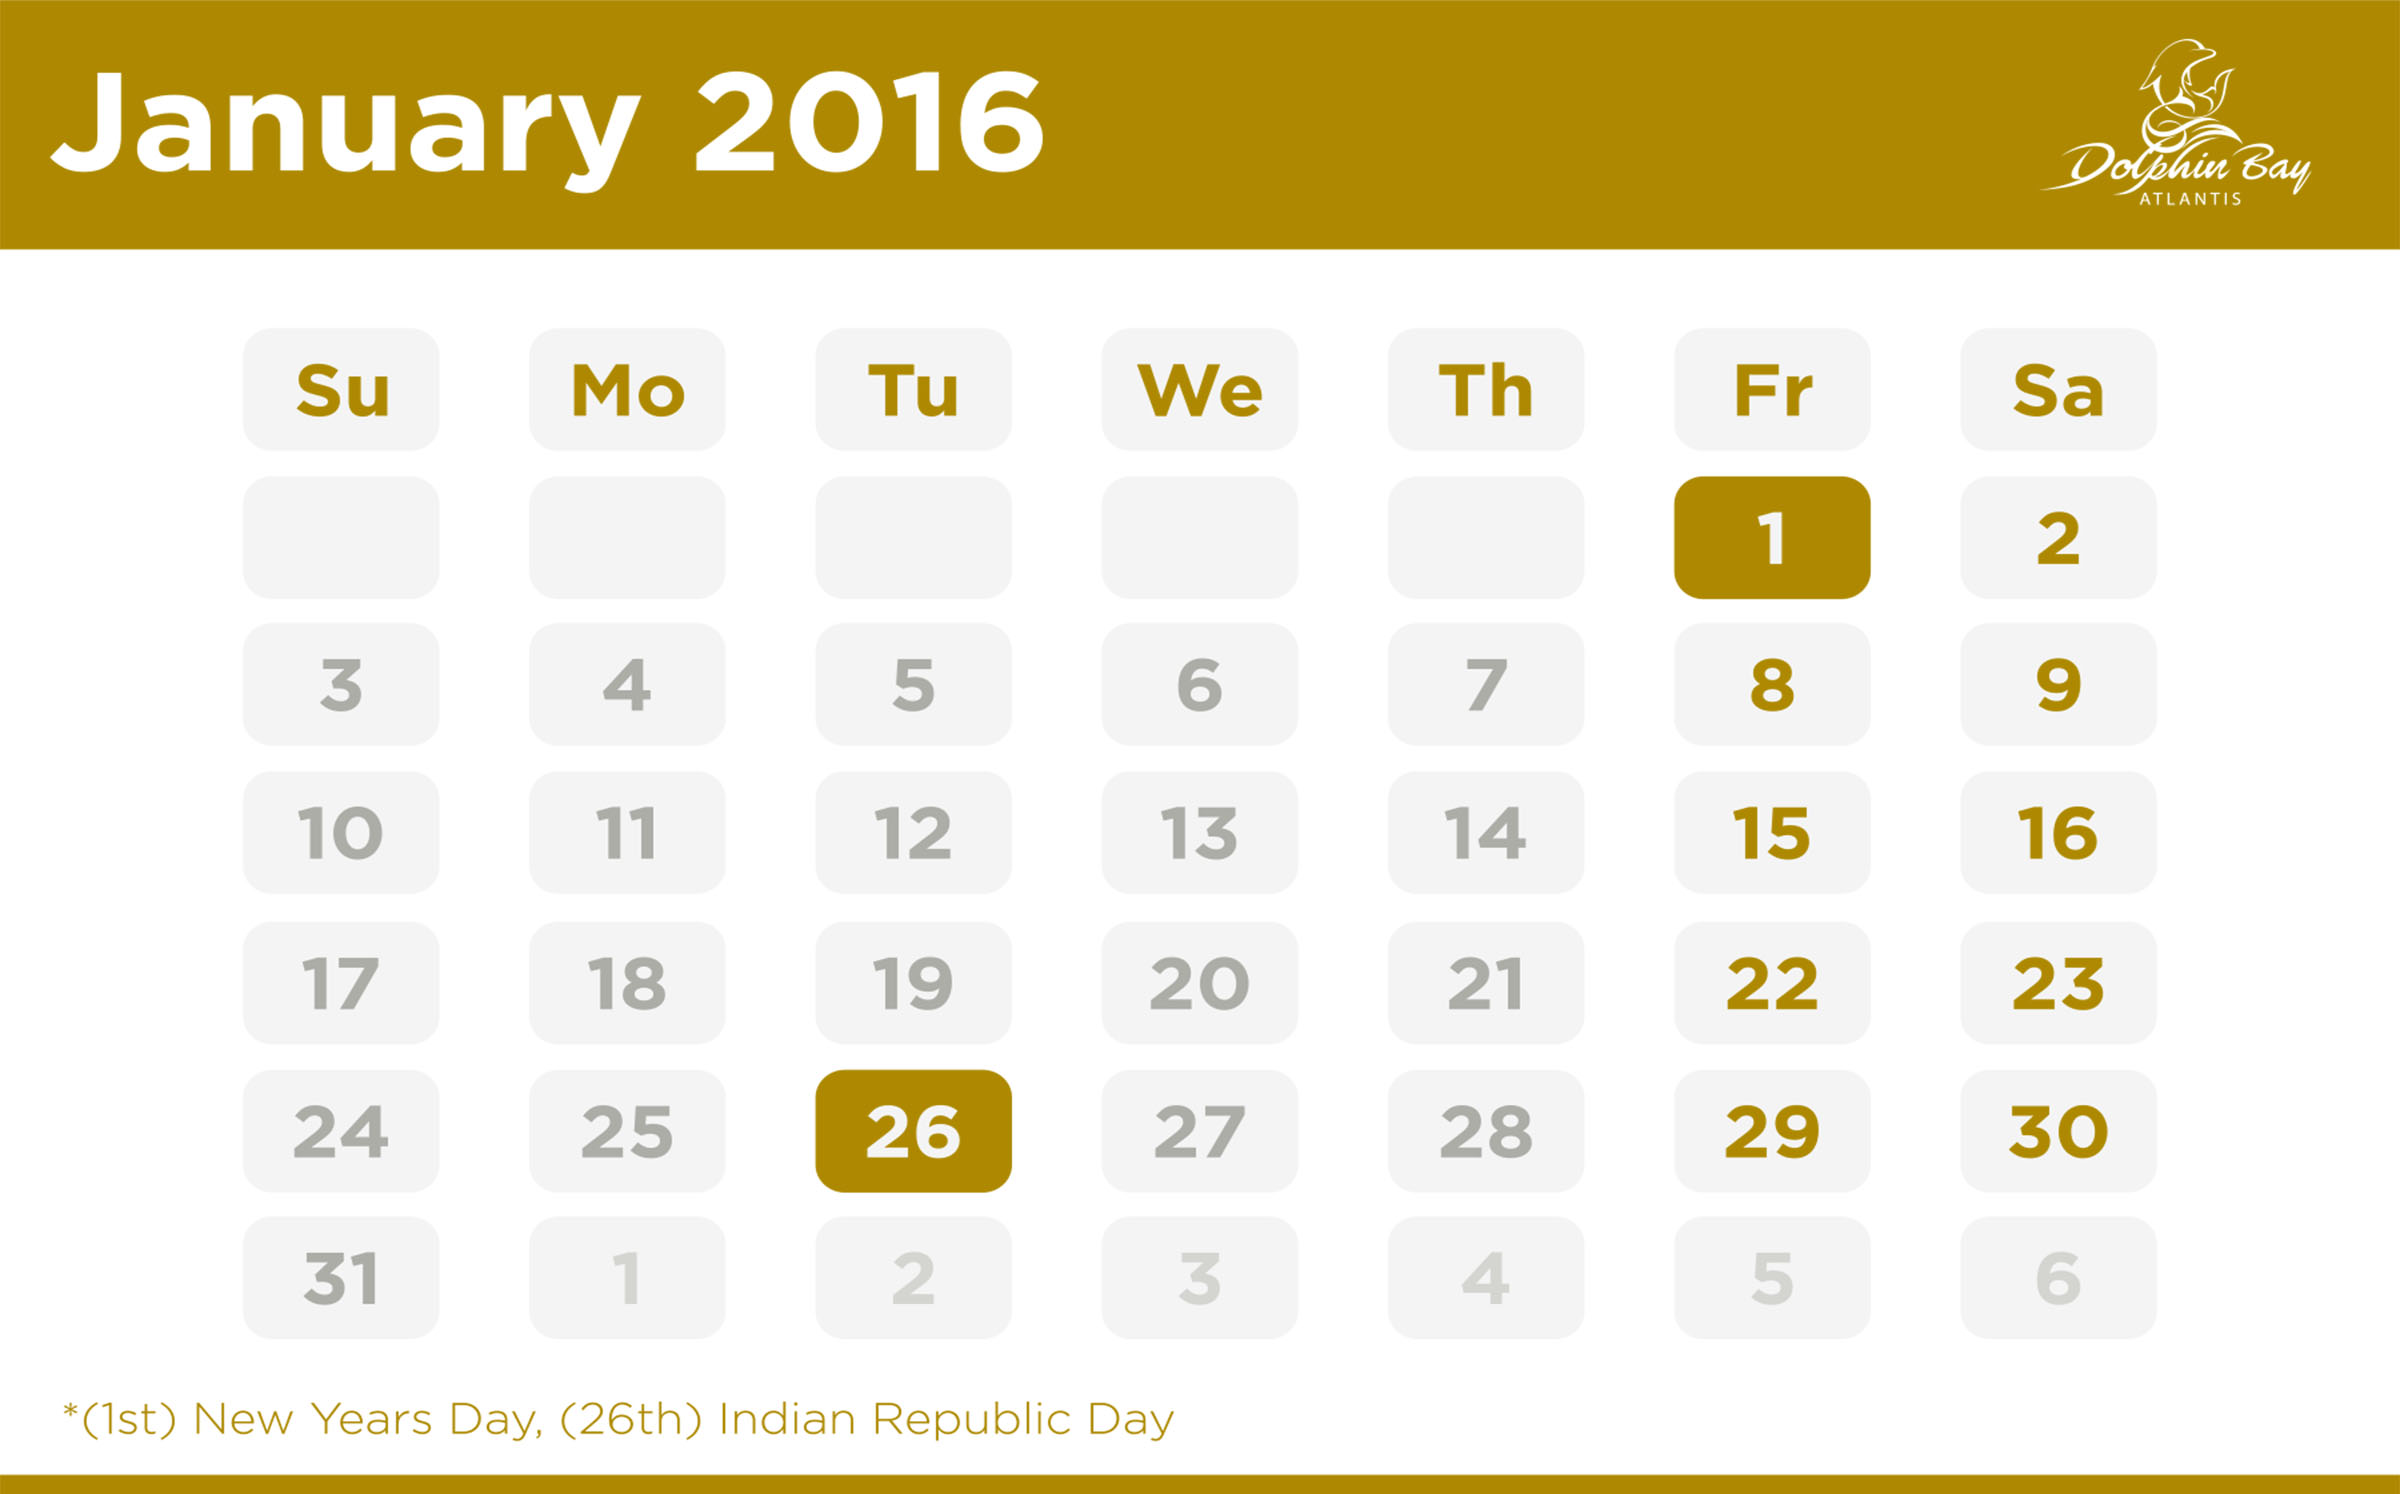 January 2016
Dolphin Bay
ATLANTIS
Su Mo Tu We Th Fr Sa
1 2
3 4 5 6 7 8 9
10 11 12 13 14 15 16
17 18 19 20 21 22 23
24 25 26 27 28 29 30
31 1 2 3 4 5 6
*(1st) New Years Day, (26th) Indian Republic Day